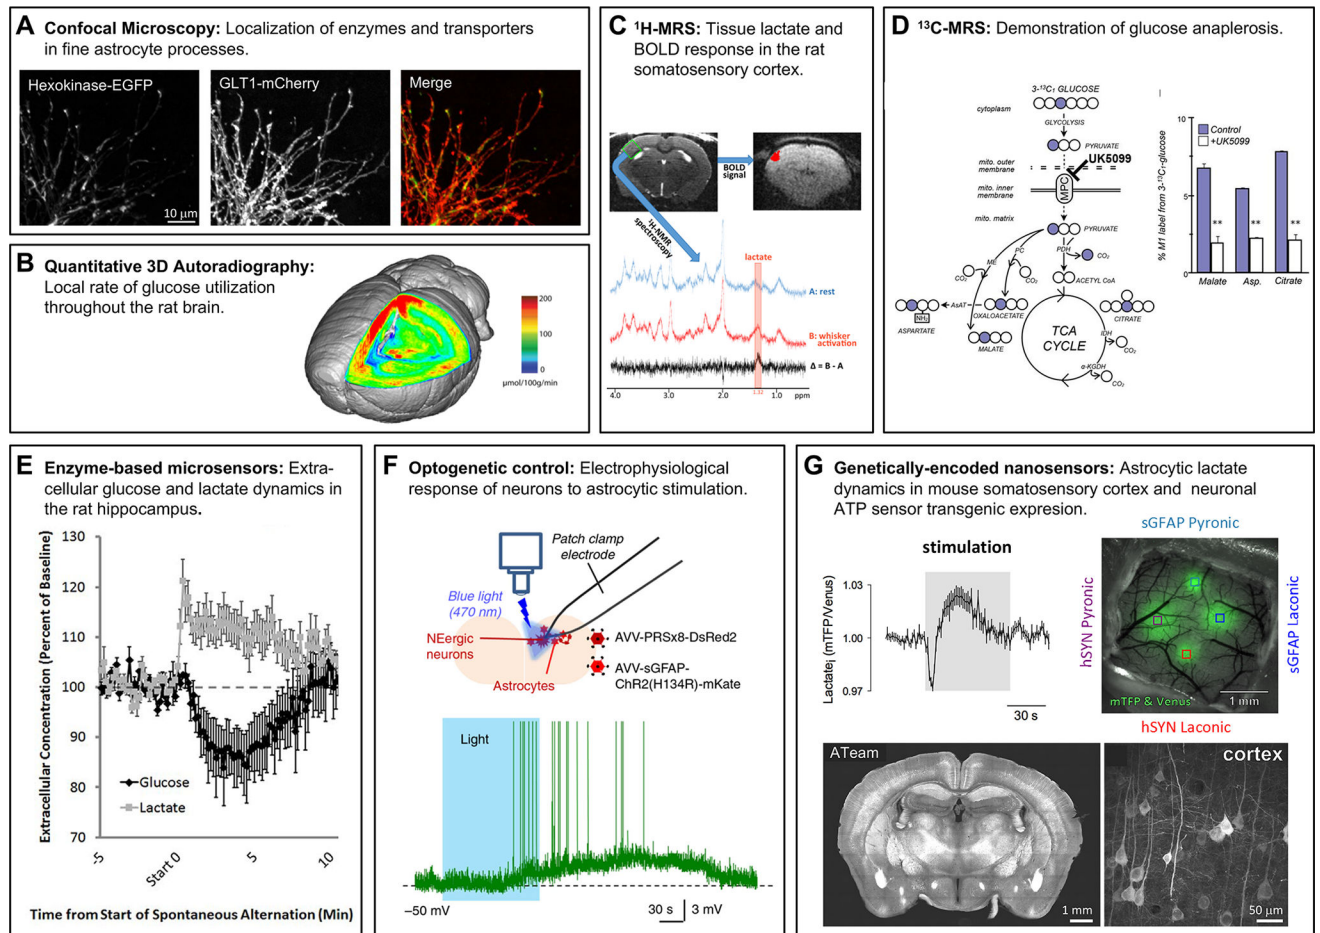 A Confocal Microscopy: Localization of enzymes and transporters
in fine astrocyte processes.
Hexokinase-EGFP
GLT1-mCherry
Merge
10 µm
B Quantitative 3D Autoradiography:
Local rate of glucose utilization
throughout the rat brain.
200
100
0
µmol/100g/min
C ¹H-MRS: Tissue lactate and
BOLD response in the rat
somatosensory cortex.
BOLD
signal
¹H-NMR
spectroscopy
lactate
A: rest
B: whisker
activation
Δ = B - A
4.0 3.0 2.0 1.0 ppm
1.32
D ¹³C-MRS: Demonstration of glucose anaplerosis.
3-¹³C₁ GLUCOSE
cytoplasm
GLYCOLYSIS
PYRUVATE
UK5099
mito. outer
membrane
MPC
mito. inner
membrane
mito. matrix
PYRUVATE
ME
PC
PDH
CO₂
CO₂
CO₂
ACETYL CoA
AsAT
NH₂
ASPARTATE
OXALOACETATE
MALATE
CITRATE
TCA
CYCLE
IDH
CO₂
α-KGDH
CO₂
% M1 label from 3-¹³C₁-glucose
10
5
0
Control
+UK5099
**
**
**
Malate Asp. Citrate
E Enzyme-based microsensors: Extra-
cellular glucose and lactate dynamics in
the rat hippocampus.
Extracellular Concentration (Percent of Baseline)
130
120
110
100
90
80
70
Glucose
Lactate
-5 Start 0 5 10
Time from Start of Spontaneous Alternation (Min)
F Optogenetic control: Electrophysiological
response of neurons to astrocytic stimulation.
Patch clamp
electrode
Blue light
(470 nm)
NEergic
neurons
Astrocytes
AVV-PRSx8-DsRed2
AVV-sGFAP-
ChR2(H134R)-mKate
Light
−50 mV
30 s 3 mV
G Genetically-encoded nanosensors: Astrocytic lactate
dynamics in mouse somatosensory cortex and neuronal
ATP sensor transgenic expresion.
stimulation
Lactateᵢ (mTFP/Venus)
1.03
1.00
0.97
30 s
sGFAP Pyronic
hSYN Pyronic
sGFAP Laconic
mTFP & Venus
1 mm
hSYN Laconic
ATeam
1 mm
cortex
50 µm